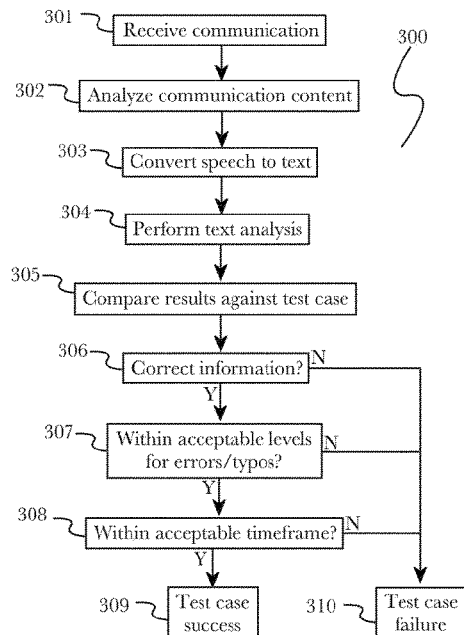 301
Receive communication
300
302
Analyze communication content
303
Convert speech to text
304
Perform text analysis
305
Compare results against test case
306
Correct information?
N
Y
307
Within acceptable levels
for errors/typos?
N
Y
308
Within acceptable timeframe?
N
Y
309
Test case
success
310
Test case
failure